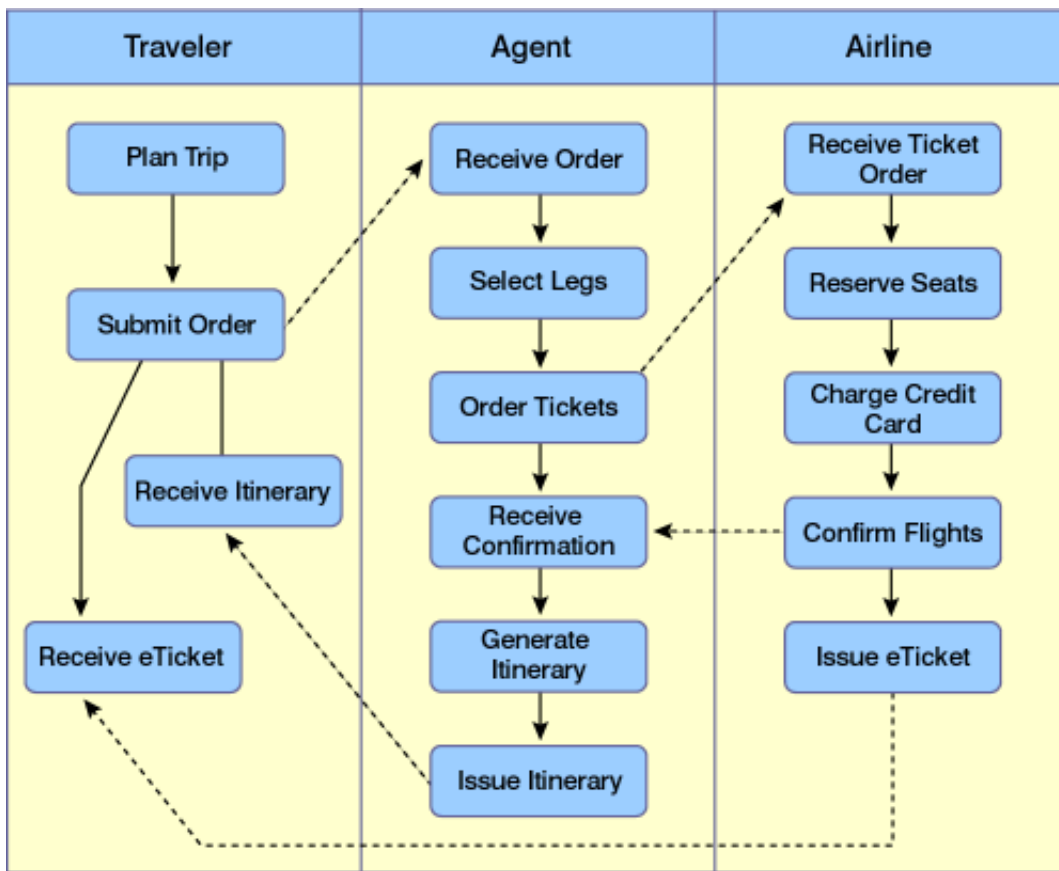 Traveler
Agent
Airline
Plan Trip
Submit Order
Receive Itinerary
Receive eTicket
Receive Order
Select Legs
Order Tickets
Receive
Confirmation
Generate
Itinerary
Issue Itinerary
Receive Ticket
Order
Reserve Seats
Charge Credit
Card
Confirm Flights
Issue eTicket